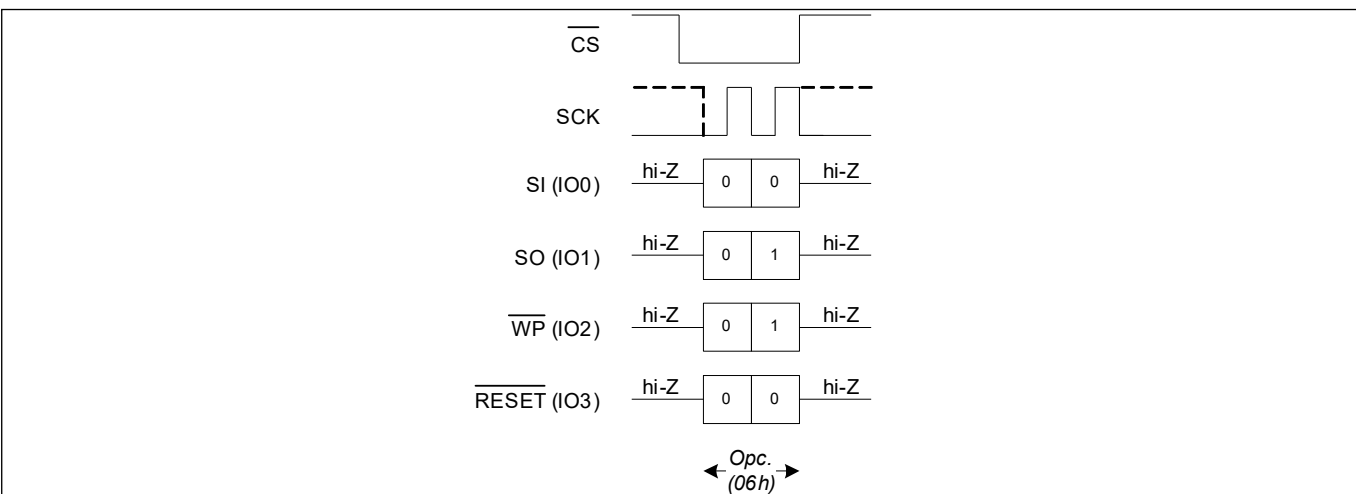 CS
SCK
SI (IO0) hi-Z 0 0 hi-Z
SO (IO1) hi-Z 0 1 hi-Z
WP (IO2) hi-Z 0 1 hi-Z
RESET (IO3) hi-Z 0 0 hi-Z
Opc.
(06h)